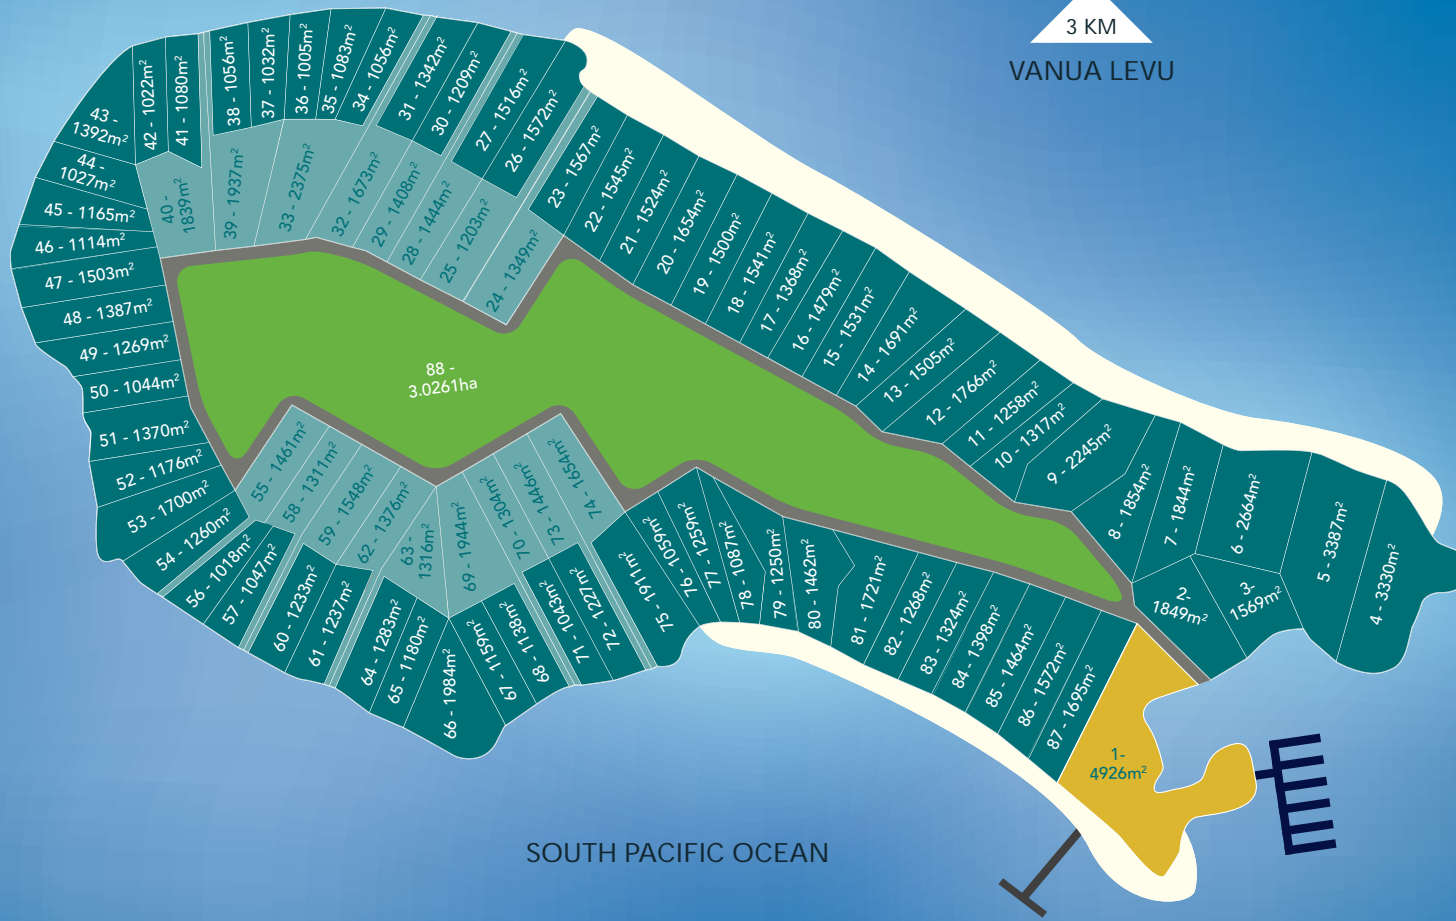 3 KM
VANUA LEVU
43 -
1392m²
42 - 1022m²
41 - 1080m²
38 - 1056m²
37 - 1032m²
36 - 1005m²
35 - 1083m²
34 - 1056m²
31 - 1342m²
30 - 1209m²
27 - 1516m²
26 - 1572m²
44 -
1027m²
45 - 1165m²
46 - 1114m²
47 - 1503m²
48 - 1387m²
49 - 1269m²
50 - 1044m²
51 - 1370m²
52 - 1176m²
53 - 1700m²
54 - 1260m²
40 -
1839m²
39 - 1937m²
33 - 2375m²
32 - 1673m²
29 - 1408m²
28 - 1444m²
25 - 1203m²
24 - 1349m²
23 - 1567m²
22 - 1545m²
21 - 1524m²
20 - 1654m²
19 - 1500m²
18 - 1541m²
17 - 1368m²
16 - 1479m²
15 - 1531m²
14 - 1691m²
13 - 1505m²
12 - 1766m²
11 - 1258m²
10 - 1317m²
9 - 2245m²
8 - 1854m²
7 - 1844m²
6 - 2664m²
5 - 3387m²
4 - 3330m²
2-
1849m²
3-
1569m²
88 -
3.0261ha
55 - 1461m²
58 - 1311m²
59 - 1548m²
62 - 1376m²
63 -
1316m²
69 - 1944m²
70 - 1304m²
73 - 1446m²
74 - 1654m²
56 - 1018m²
57 - 1047m²
60 - 1233m²
61 - 1237m²
64 - 1283m²
65 - 1180m²
66 - 1984m²
67 - 1159m²
68 - 1138m²
71 - 1043m²
72 - 1227m²
75 - 1911m²
76 - 1059m²
77 - 1259m²
78 - 1087m²
79 - 1250m²
80 - 1462m²
81 - 1721m²
82 - 1268m²
83 - 1324m²
84 - 1398m²
85 - 1464m²
86 - 1572m²
87 - 1695m²
1-
4926m²
SOUTH PACIFIC OCEAN